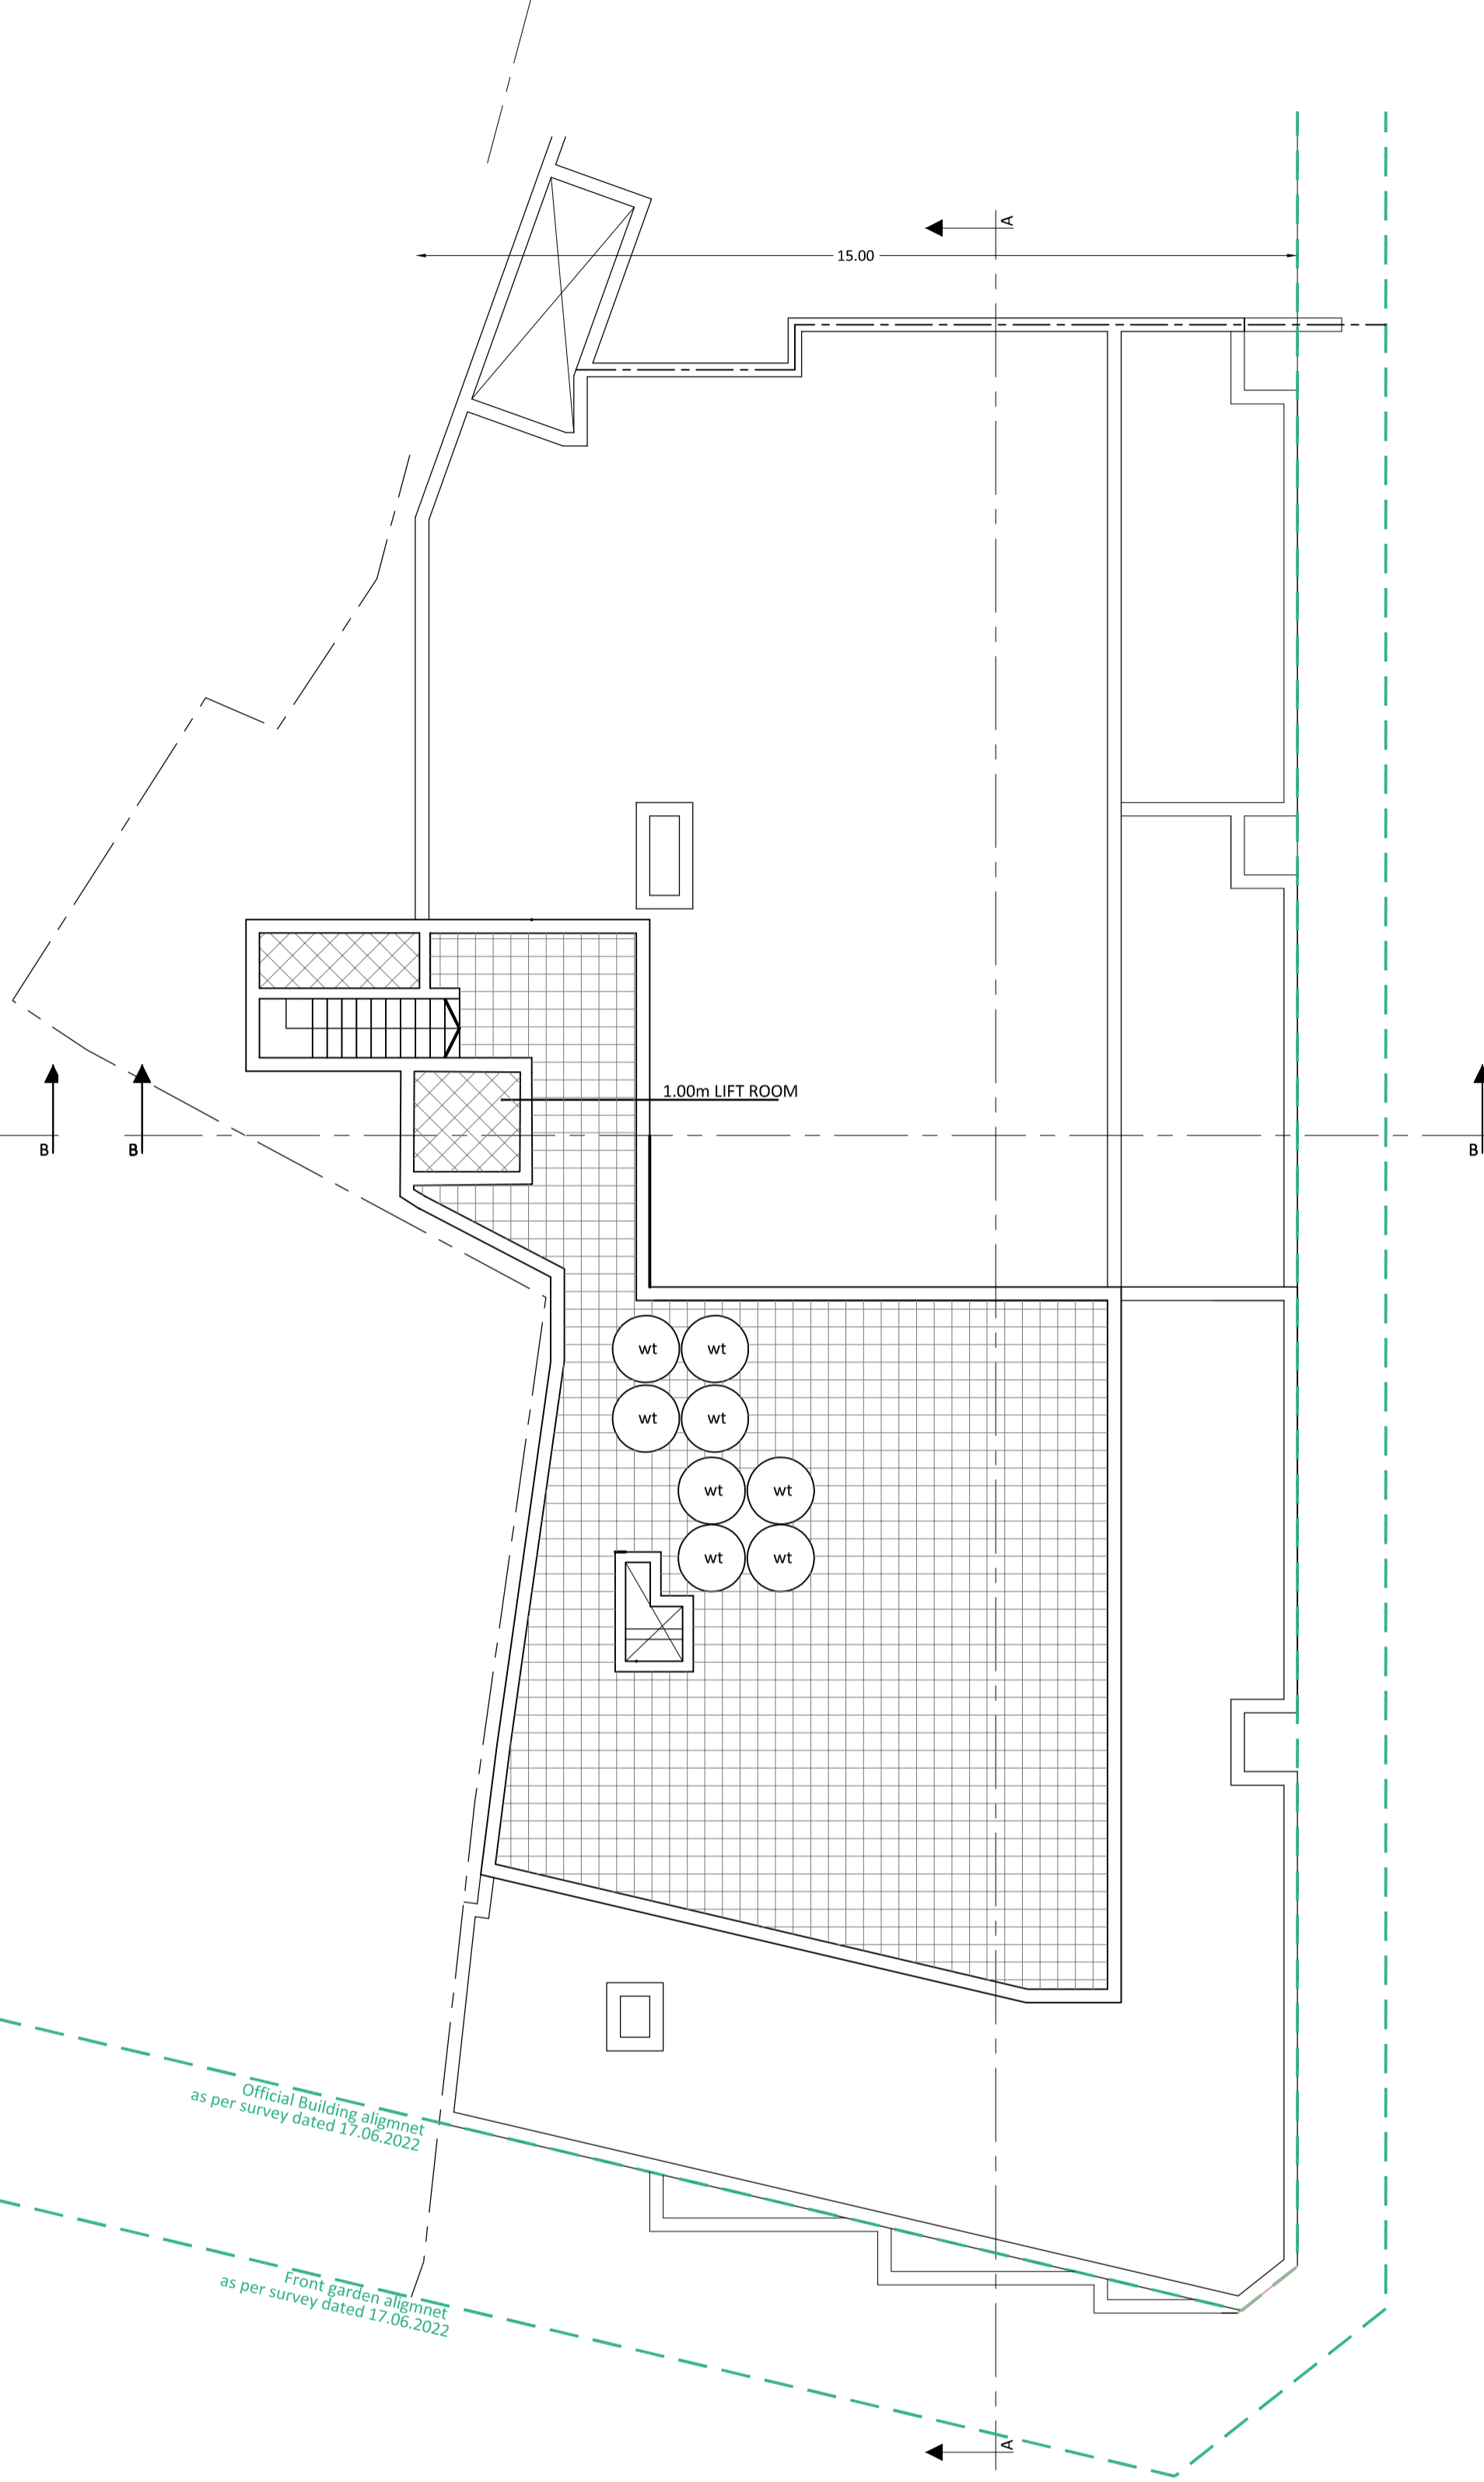 A
15.00
1.00m LIFT ROOM
B
B
B
wt
wt
wt
wt
wt
wt
wt
wt
Official Building aligmnet
as per survey dated 17.06.2022
Front garden aligmnet
as per survey dated 17.06.2022
A